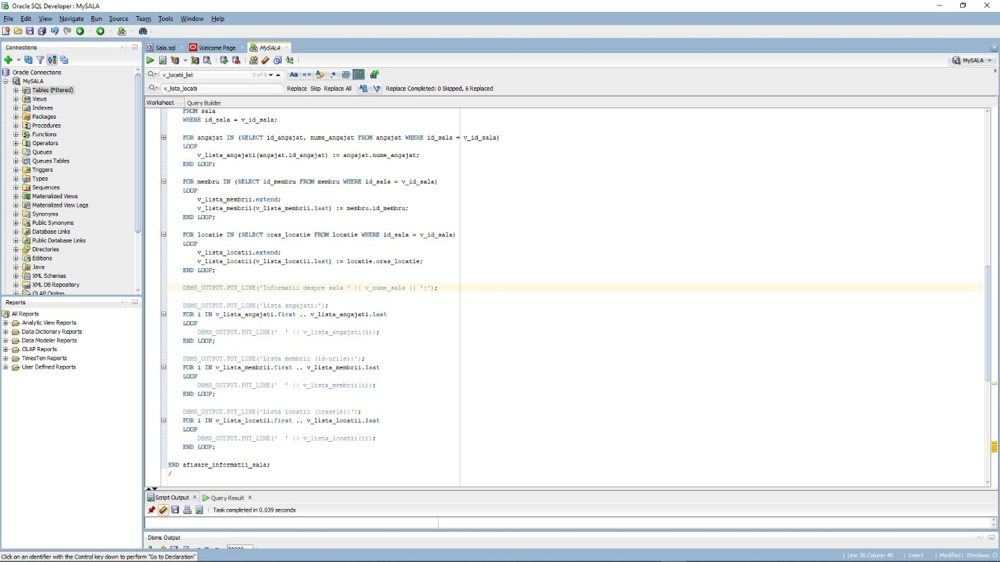 Oracle SQL Developer : MySALA
File Edit View Navigate Run Source Team Tools Window Help
Connections
Oracle Connections
MySALA
Tables (Filtered)
Views
Indexes
Packages
Procedures
Functions
Operators
Queues
Queues Tables
Triggers
Types
Sequences
Materialized Views
Materialized View Logs
Synonyms
Public Synonyms
Database Links
Public Database Links
Directories
Editions
Java
XML Schemas
XML DB Repository
OLAP Option
Reports
All Reports
Analytic View Reports
Data Dictionary Reports
Data Modeler Reports
OLAP Reports
TimesTen Reports
User Defined Reports
Sala.sql Welcome Page MySALA
MySALA
v_locatii_list 0 of 0
v_lista_locatii Replace Skip Replace All Replace Completed: 0 Skipped, 6 Replaced
Worksheet Query Builder
FROM sala
WHERE id_sala = v_id_sala;
FOR angajat IN (SELECT id_angajat, nume_angajat FROM angajat WHERE id_sala = v_id_sala)
LOOP
v_lista_angajati(angajat.id_angajat) := angajat.nume_angajat;
END LOOP;
FOR membru IN (SELECT id_membru FROM membru WHERE id_sala = v_id_sala)
LOOP
v_lista_membrii.extend;
v_lista_membrii(v_lista_membrii.last) := membru.id_membru;
END LOOP;
FOR locatie IN (SELECT oras_locatie FROM locatie WHERE id_sala = v_id_sala)
LOOP
v_lista_locatii.extend;
v_lista_locatii(v_lista_locatii.last) := locatie.oras_locatie;
END LOOP;
DBMS_OUTPUT.PUT_LINE('Informatii despre sala ' || v_nume_sala || ':');
DBMS_OUTPUT.PUT_LINE('Lista angajati:');
FOR i IN v_lista_angajati.first .. v_lista_angajati.last
LOOP
DBMS_OUTPUT.PUT_LINE('  ' || v_lista_angajati(i));
END LOOP;
DBMS_OUTPUT.PUT_LINE('Lista membrii (id-urile):');
FOR i IN v_lista_membrii.first .. v_lista_membrii.last
LOOP
DBMS_OUTPUT.PUT_LINE('  ' || v_lista_membrii(i));
END LOOP;
DBMS_OUTPUT.PUT_LINE('Lista locatii (orasele):');
FOR i IN v_lista_locatii.first .. v_lista_locatii.last
LOOP
DBMS_OUTPUT.PUT_LINE('  ' || v_lista_locatii(i));
END LOOP;
END afisare_informatii_sala;
/
Script Output Query Result
Task completed in 0.039 seconds
Dbms Output
Click on an identifier with the Control key down to perform "Go to Declaration"
Line 76 Column 48 | Insert | Modified | Windows: C